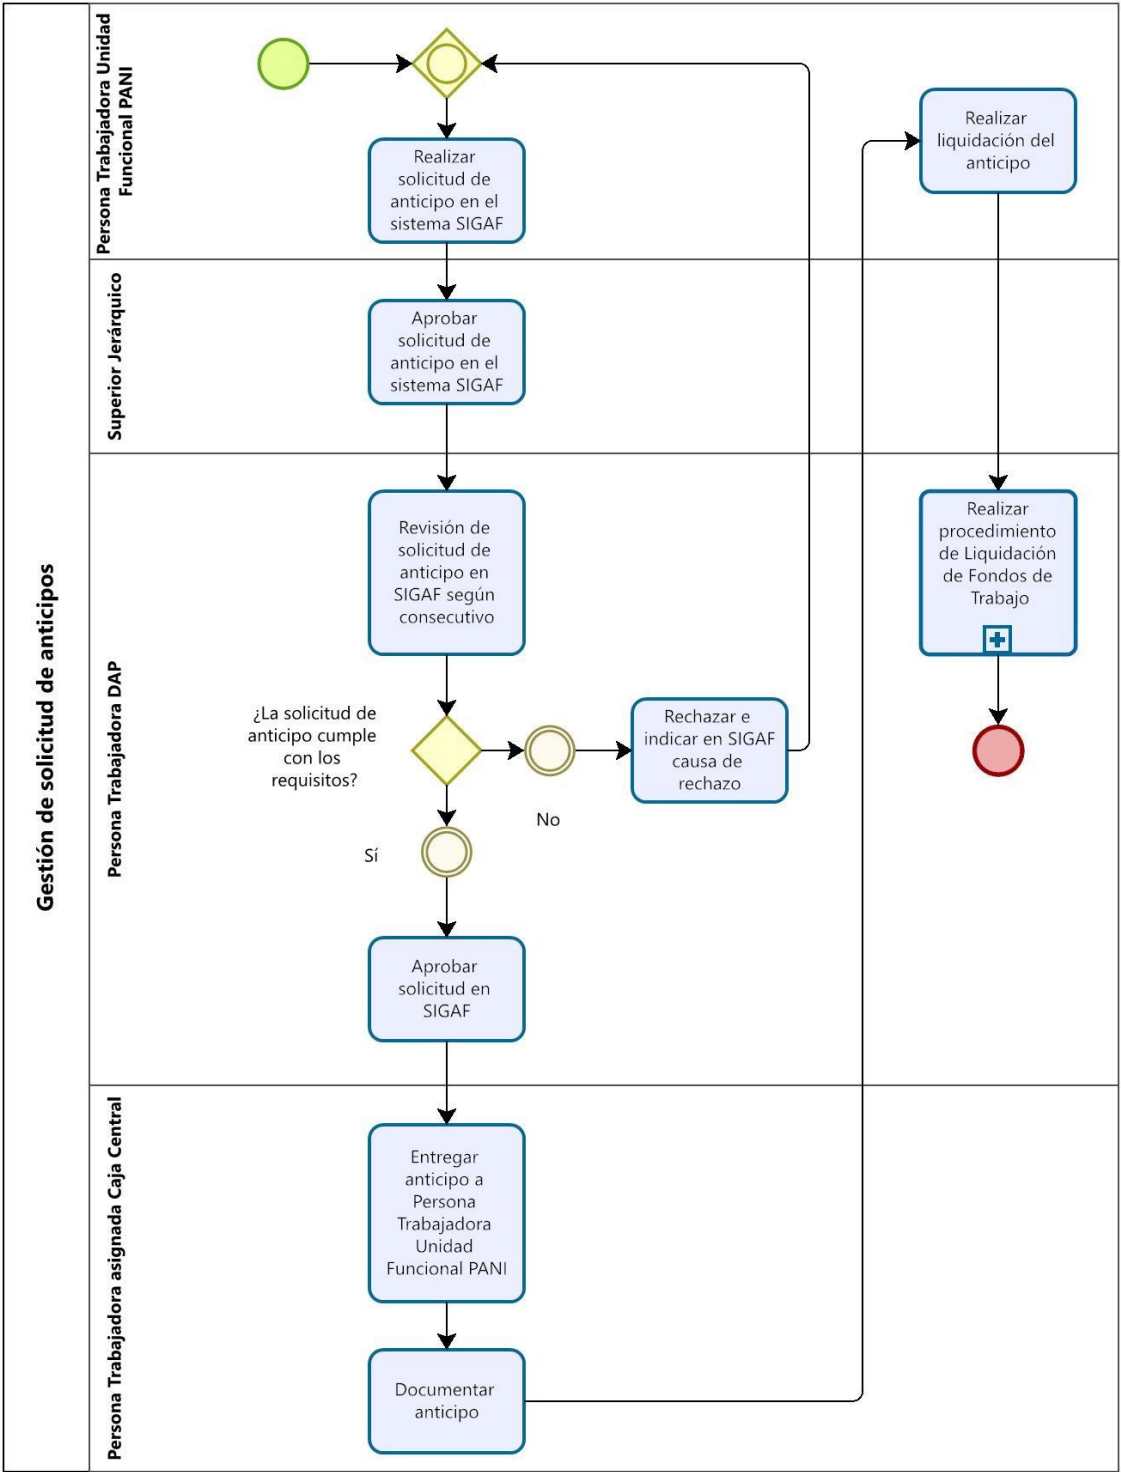 Gestión de solicitud de anticipos
Persona Trabajadora Unidad
Funcional PANI
Realizar
solicitud de
anticipo en el
sistema SIGAF
Realizar
liquidación del
anticipo
Superior Jerárquico
Aprobar
solicitud de
anticipo en el
sistema SIGAF
Persona Trabajadora DAP
Revisión de
solicitud de
anticipo en
SIGAF según
consecutivo
Realizar
procedimiento
de Liquidación
de Fondos de
Trabajo
¿La solicitud de
anticipo cumple
con los
requisitos?
No
Rechazar e
indicar en SIGAF
causa de
rechazo
Sí
Aprobar
solicitud en
SIGAF
Persona Trabajadora asignada Caja Central
Entregar
anticipo a
Persona
Trabajadora
Unidad
Funcional PANI
Documentar
anticipo